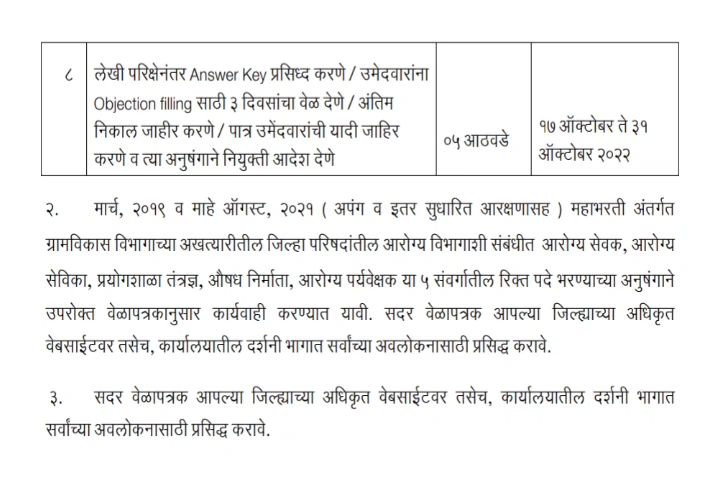 ८ लेखी परिक्षेनंतर Answer Key प्रसिध्द करणे / उमेदवारांना
Objection filling साठी ३ दिवसांचा वेळ देणे / अंतिम
निकाल जाहीर करणे / पात्र उमेंदवारांची यादी जाहिर
करणे व त्या अनुषंगाने नियुक्ती आदेश देणे
०५ आठवडे
१७ ऑक्टोबर ते ३१
ऑक्टोबर २०२२
२. मार्च, २०१९ व माहे ऑगस्ट, २०२१ ( अपंग व इतर सुधारित आरक्षणासह ) महाभरती अंतर्गत
ग्रामविकास विभागाच्या अखत्यारीतील जिल्हा परिषदांतील आरोग्य विभागाशी संबंधीत आरोग्य सेवक, आरोग्य
सेविका, प्रयोगशाळा तंत्रज्ञ, औषध निर्माता, आरोग्य पर्यवेक्षक या ५ संवर्गातील रिक्त पदे भरण्याच्या अनुषंगाने
उपरोक्त वेळापत्रकानुसार कार्यवाही करण्यात यावी. सदर वेळापत्रक आपल्या जिल्ह्याच्या अधिकृत
वेबसाईटवर तसेच, कार्यालयातील दर्शनी भागात सर्वांच्या अवलोकनासाठी प्रसिद्ध करावे.
३. सदर वेळापत्रक आपल्या जिल्ह्याच्या अधिकृत वेबसाईटवर तसेच, कार्यालयातील दर्शनी भागात
सर्वांच्या अवलोकनासाठी प्रसिद्ध करावे.